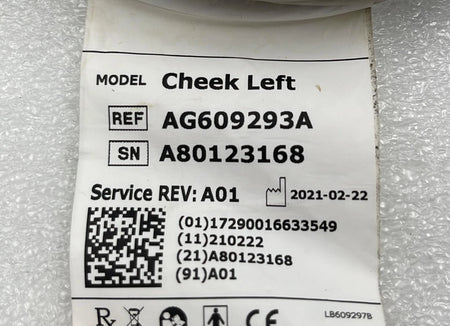 MODEL Cheek Left
REF AG609293A
SN A80123168
Service REV: A01 2021-02-22
(01)17290016633549
(11)210222
(21)A80123168
(91)A01
LB609297B
Rx CE